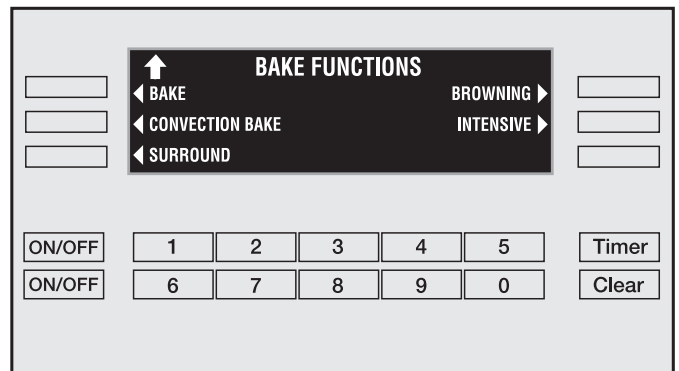 BAKE FUNCTIONS
BAKE BROWNING
CONVECTION BAKE INTENSIVE
SURROUND
ON/OFF 1 2 3 4 5 Timer
ON/OFF 6 7 8 9 0 Clear